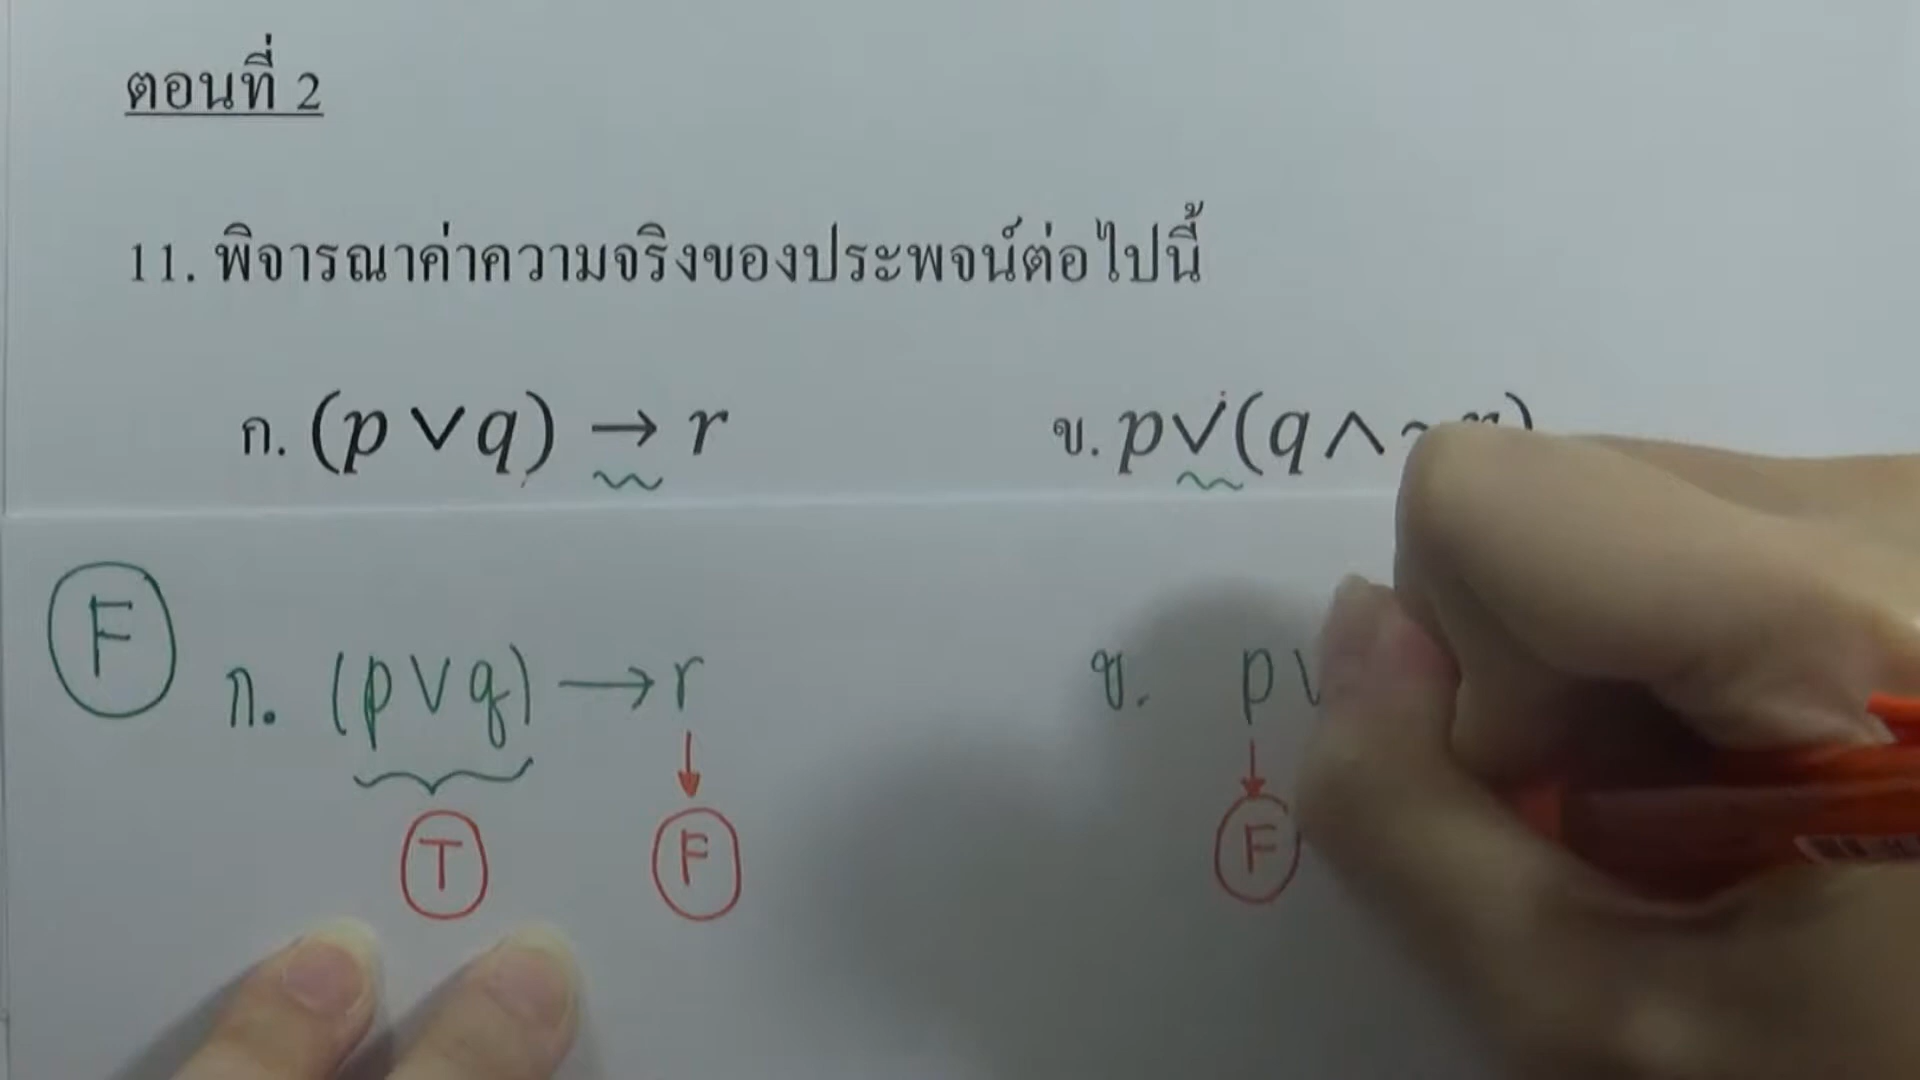 ตอนที่ 2
11. พิจารณาค่าความจริงของประพจน์ต่อไปนี้
ก. (p ∨ q) → r
ข. p ∨ (q ∧ ~ r)
F
ก. (p ∨ q) → r
ข. p ∨
T F
F